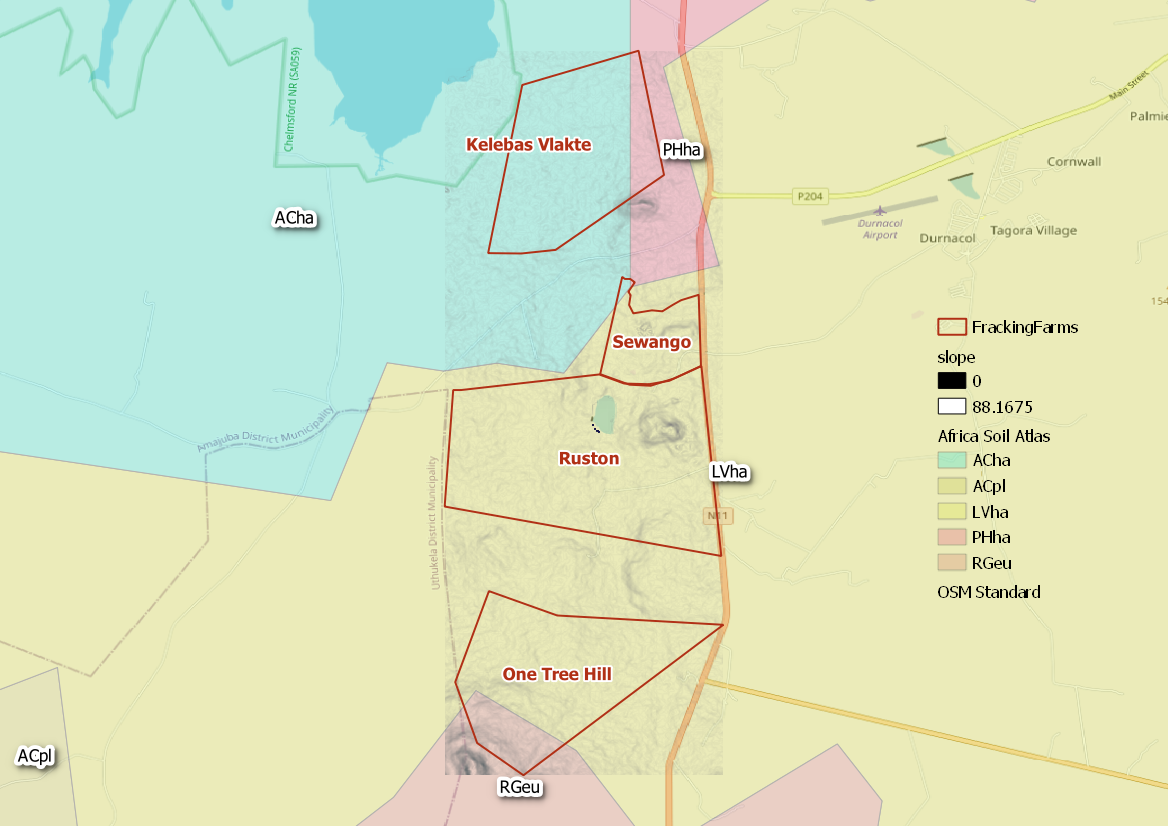 Chelmsford NR (SA059)
Main Street
Palmie
Kelebas Vlakte
PHha
Cornwall
P204
ACha
Durnacol
Airport
Durnacol
Tagora Village
154
FrackingFarms
Sewango
slope
0
88.1675
Amajuba District Municipality
Africa Soil Atlas
Ruston
ACha
LVha
ACpl
Uthukela District Municipality
N11
LVha
PHha
RGeu
OSM Standard
One Tree Hill
ACpl
RGeu